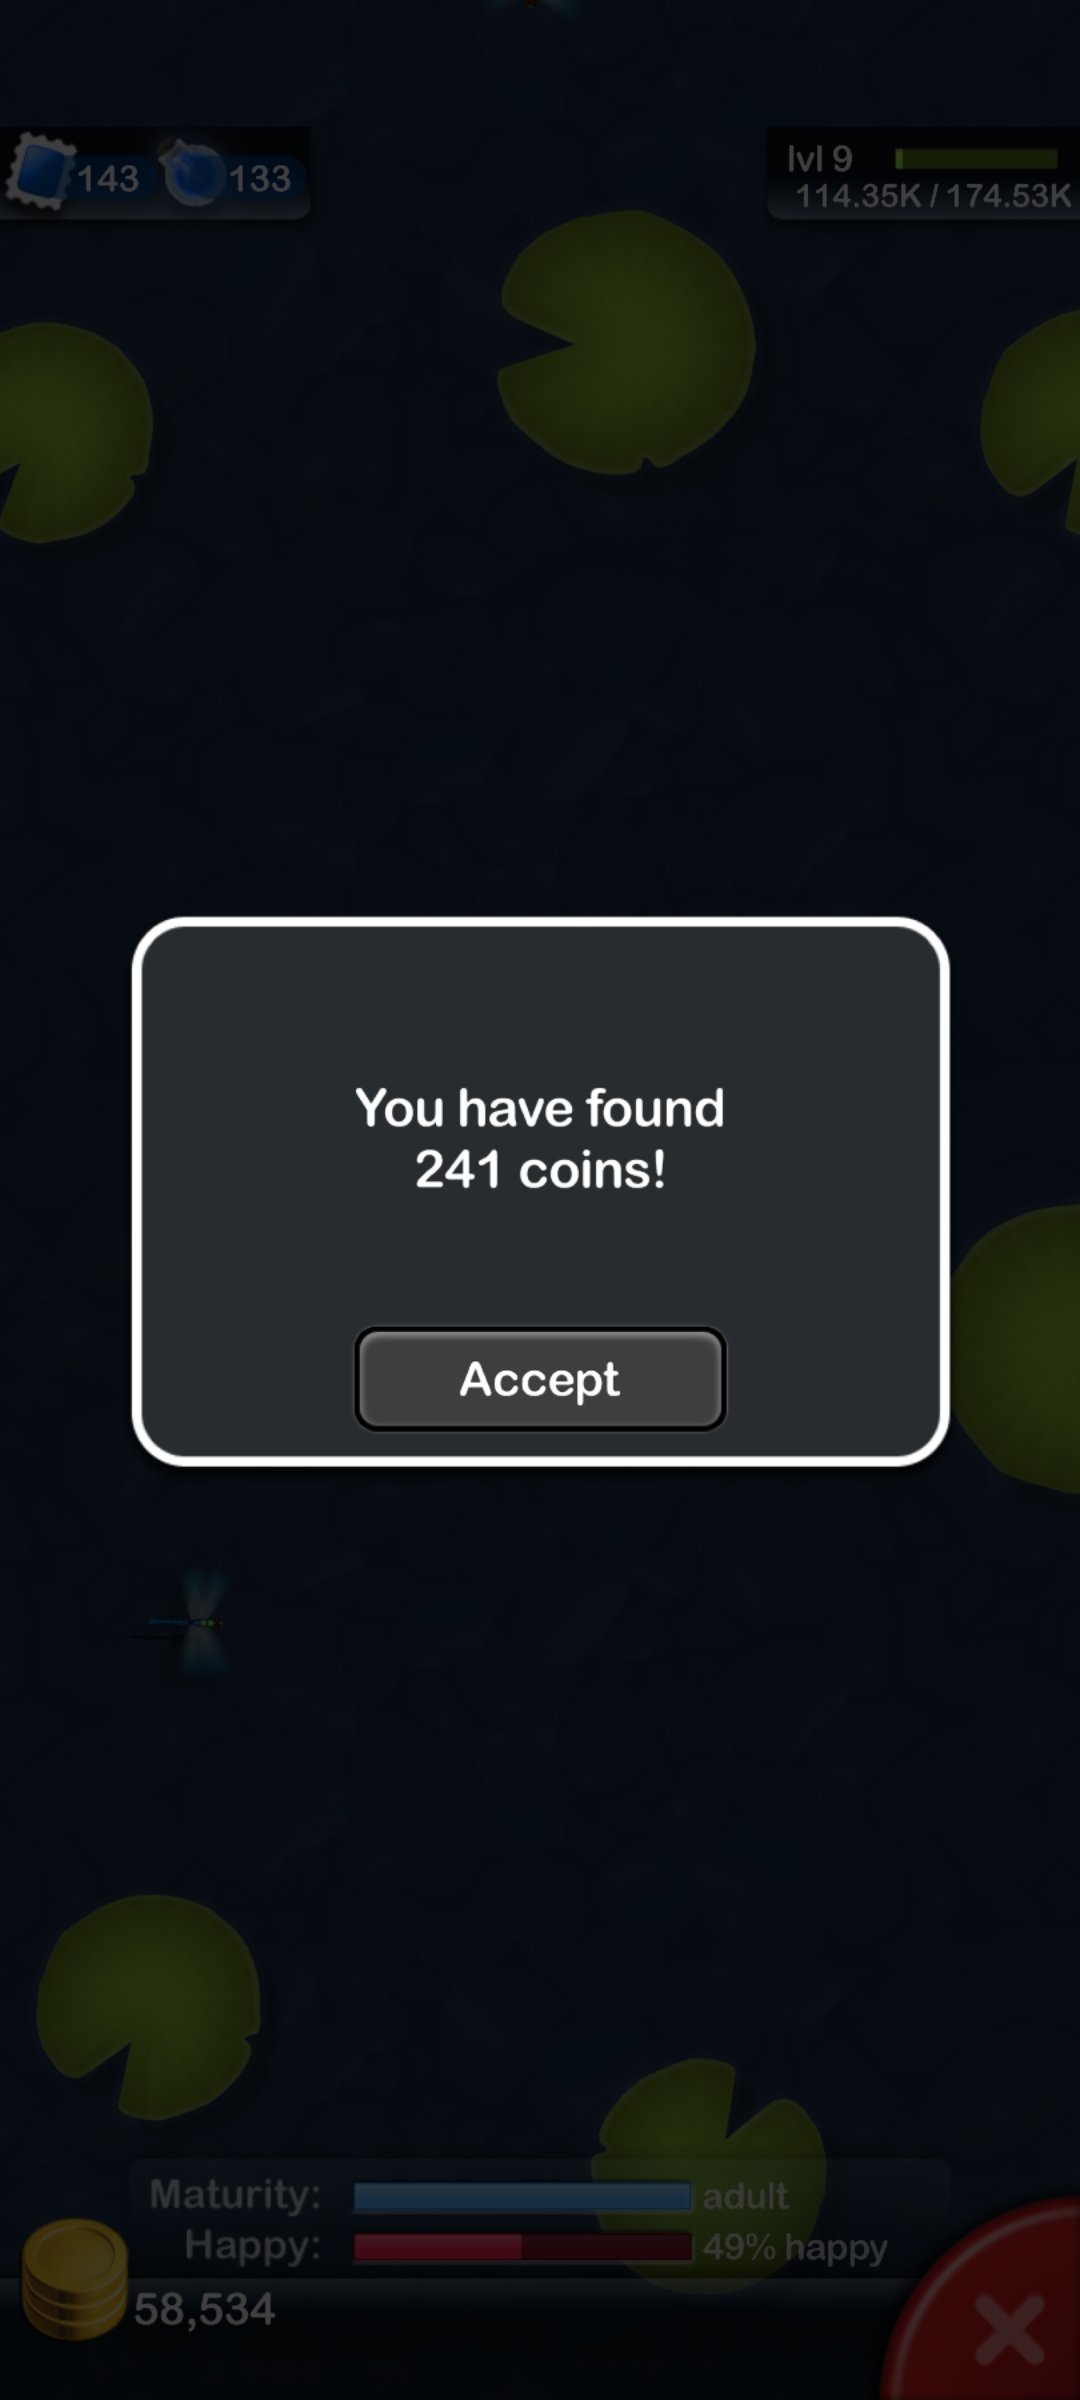 143 133
lvl 9
114.35K / 174.53K
You have found
241 coins!
Accept
Maturity: adult
Happy: 49% happy
58,534